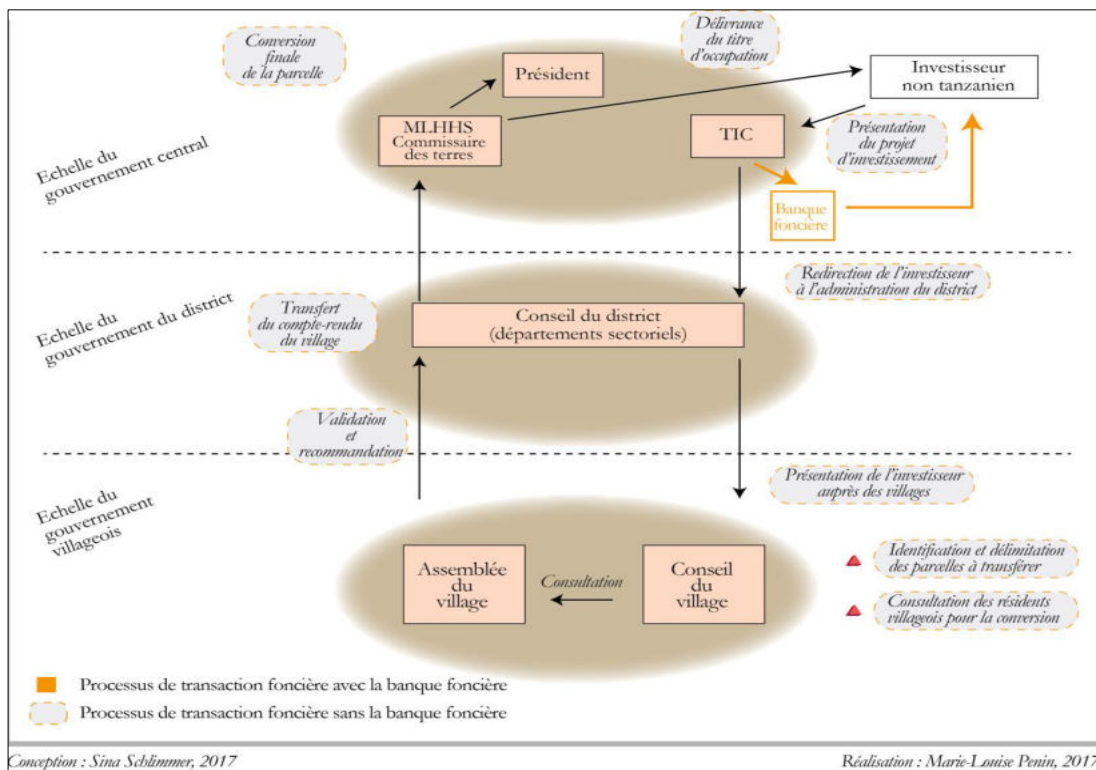 Conversion
finale
de la parcelle
Délivrance
du titre
d'occupation
Président
Investisseur
non tanzanien
MLHHS
Commissaire
des terres
TIC
Présentation
du projet
d'investissement
Echelle du
gouvernement central
Banque
foncière
Redirection de l'investisseur
à l'administration du district
Echelle du
gouvernement du district
Transfert
du compte-rendu
du village
Conseil du district
(départements sectoriels)
Validation
et
recommandation
Présentation de l'investisseur
auprès des villages
Echelle du
gouvernement
villageois
Assemblée
du
village
Consultation
Conseil
du
village
Identification et délimitation
des parcelles à transférer
Consultation des résidents
villageois pour la conversion
Processus de transaction foncière avec la banque foncière
Processus de transaction foncière sans la banque foncière
Conception : Sina Schlimmer, 2017
Réalisation : Marie-Louise Penin, 2017